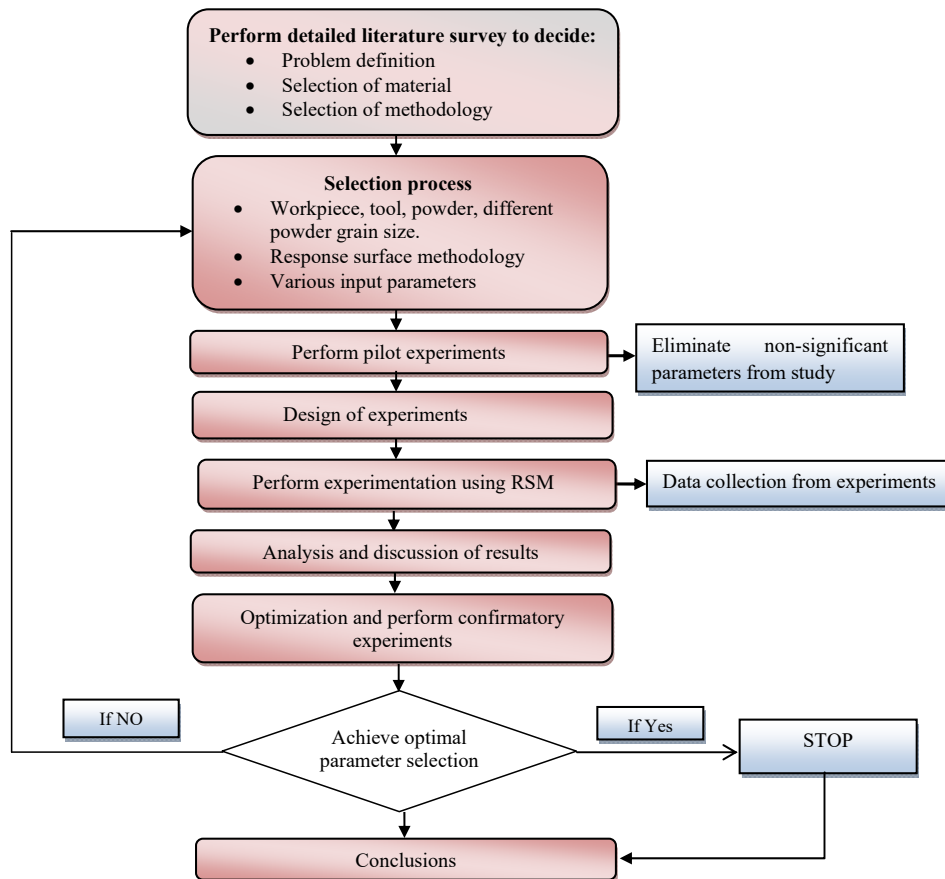 Perform detailed literature survey to decide:
• Problem definition
• Selection of material
• Selection of methodology
Selection process
• Workpiece, tool, powder, different
powder grain size.
• Response surface methodology
• Various input parameters
Perform pilot experiments
Eliminate non-significant
parameters from study
Design of experiments
Perform experimentation using RSM
Data collection from experiments
Analysis and discussion of results
Optimization and perform confirmatory
experiments
If NO
Achieve optimal
parameter selection
If Yes
STOP
Conclusions